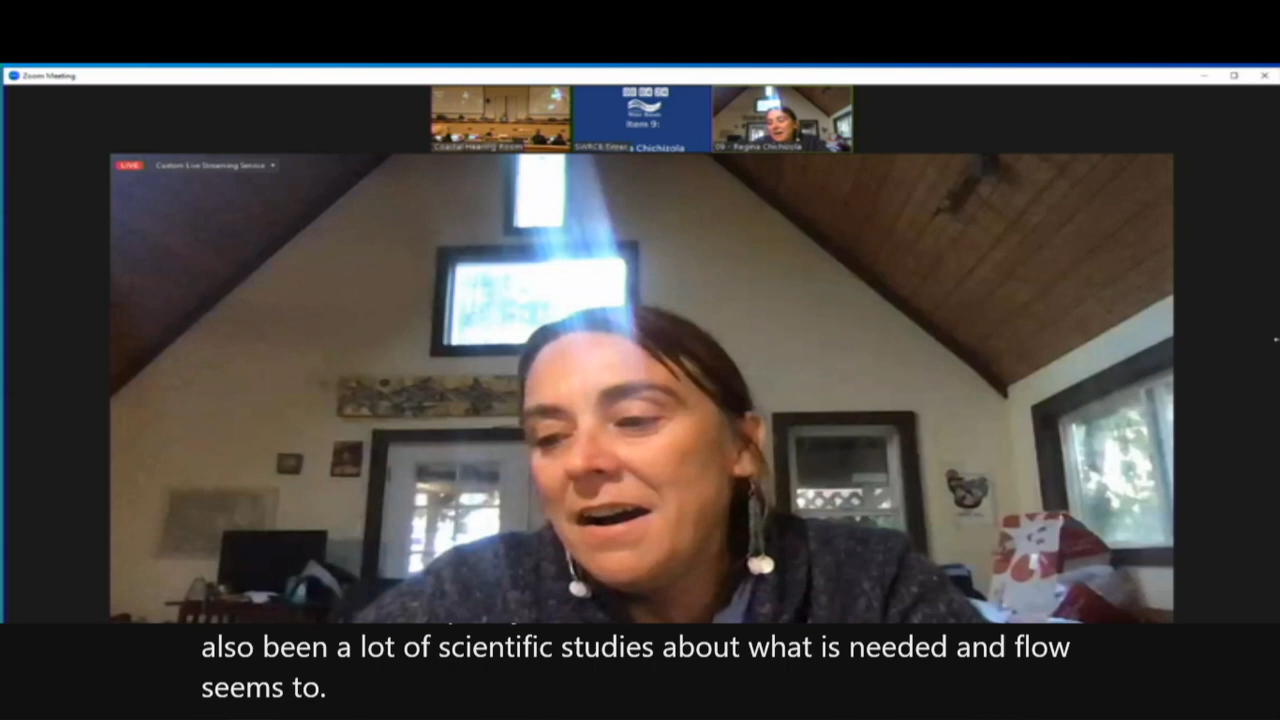 Zoom Meeting
Item 9:
Coastal Hearing Room
a Chichizola
09 - Regina Chichizola
LIVE
Custom Live Streaming Service
also been a lot of scientific studies about what is needed and flow
seems to.